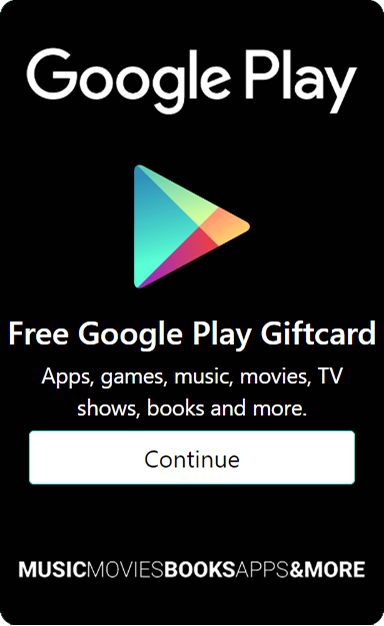 Google Play
Free Google Play Giftcard
Apps, games, music, movies, TV
shows, books and more.
Continue
MUSICMOVIESBOOKSAPPS&MORE